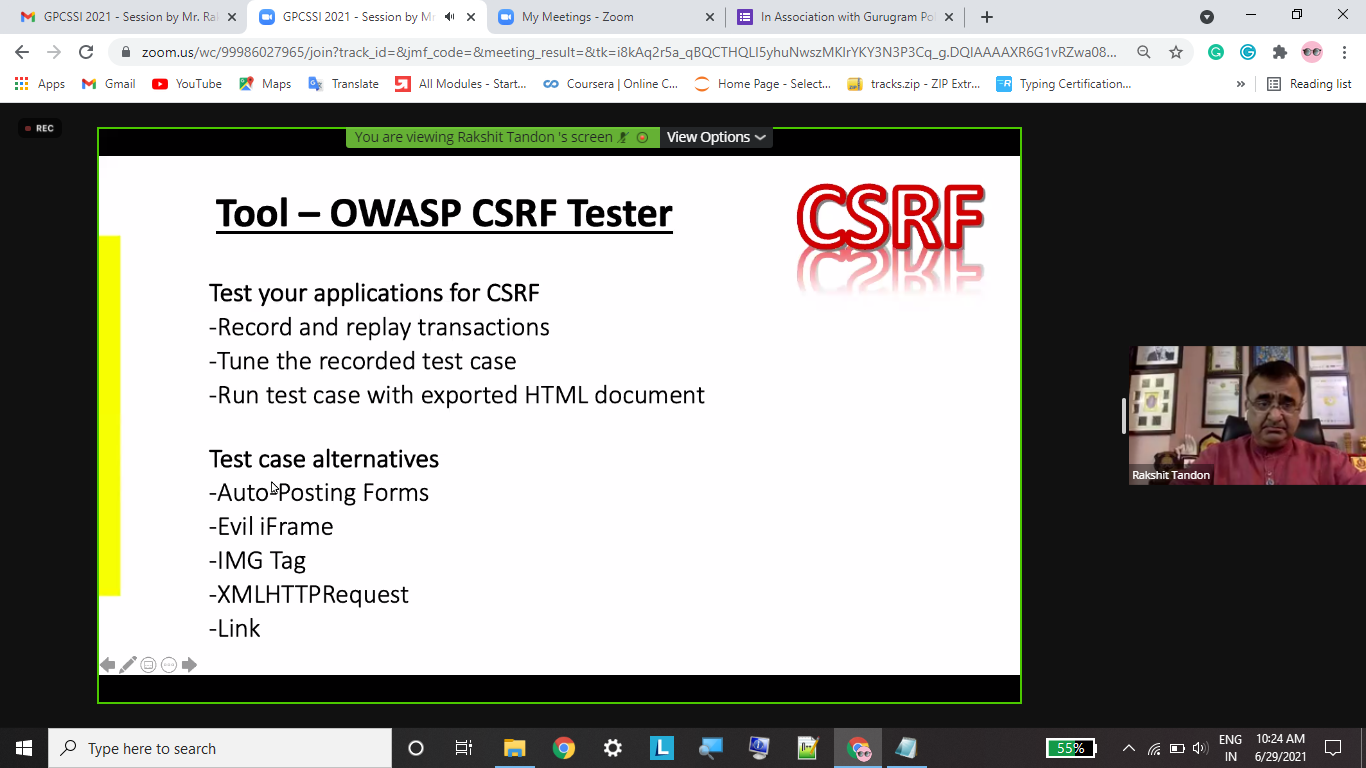 GPCSSI 2021 - Session by Mr. Ra
GPCSSI 2021 - Session by Mr
My Meetings - Zoom
In Association with Gurugram Po
zoom.us/wc/99986027965/join?track_id=&jmf_code=&meeting_result=&tk=i8kAq2r5a_qBQCTHQLI5yhuNwszMKIrYKY3N3P3Cq_g.DQIAAAAXR6G1vRZwa08...
Apps
Gmail
YouTube
Maps
Translate
All Modules - Start...
Coursera | Online C...
Home Page - Select...
tracks.zip - ZIP Extr...
Typing Certification...
»
Reading list
REC
You are viewing Rakshit Tandon 's screen
View Options
Tool – OWASP CSRF Tester
CSRF
Test your applications for CSRF
-Record and replay transactions
-Tune the recorded test case
-Run test case with exported HTML document
Test case alternatives
-Auto-Posting Forms
-Evil iFrame
-IMG Tag
-XMLHTTPRequest
-Link
Rakshit Tandon
Type here to search
55%
ENG
IN
10:24 AM
6/29/2021